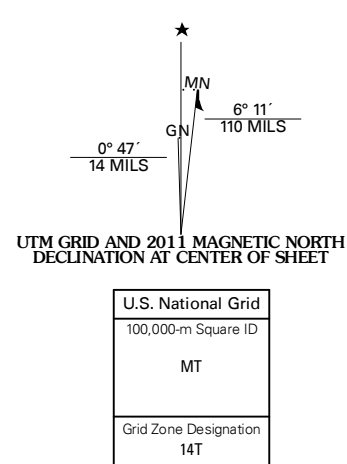 MN
6° 11´
110 MILS
GN
0° 47´
14 MILS
UTM GRID AND 2011 MAGNETIC NORTH
DECLINATION AT CENTER OF SHEET
U.S. National Grid
100,000-m Square ID
MT
Grid Zone Designation
14T